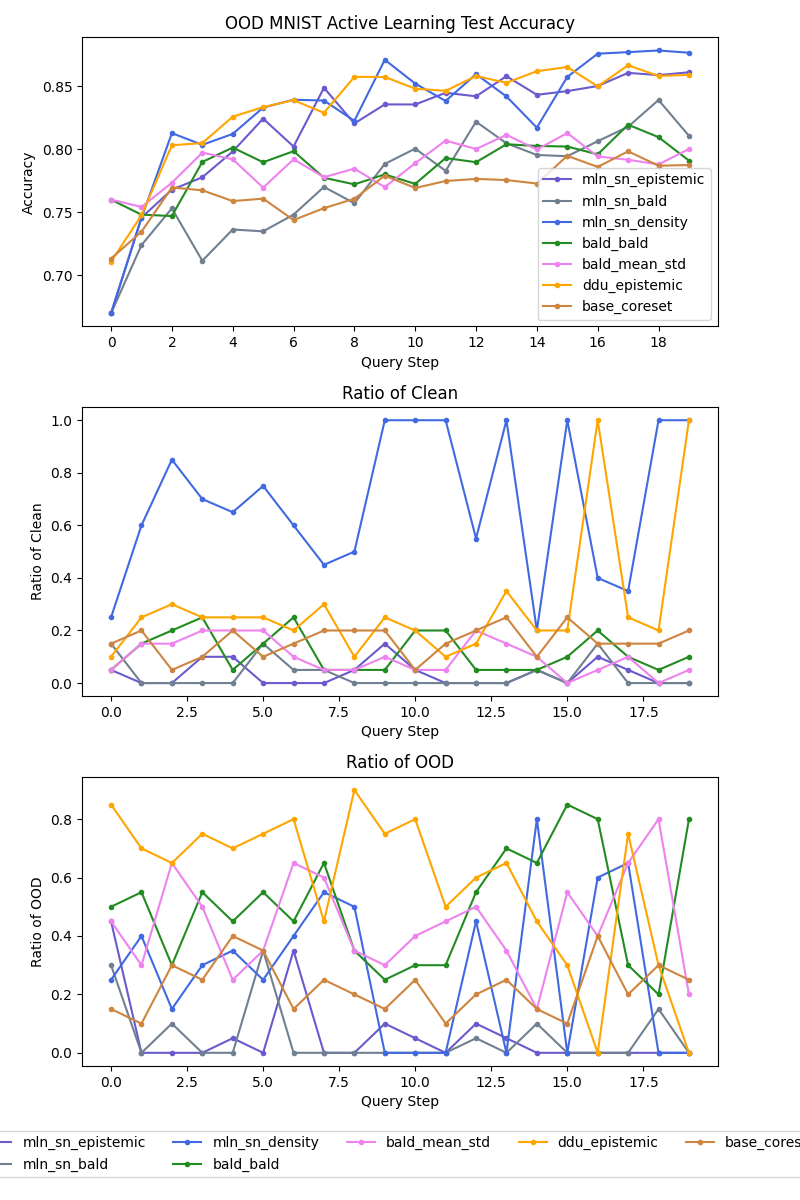 OOD MNIST Active Learning Test Accuracy
0.85
0.80
0.75
0.70
Accuracy
mln_sn_epistemic
mln_sn_bald
mln_sn_density
bald_bald
bald_mean_std
ddu_epistemic
base_coreset
0 2 4 6 8 10 12 14 16 18
Query Step
Ratio of Clean
1.0
0.8
0.6
0.4
0.2
0.0
Ratio of Clean
0.0 2.5 5.0 7.5 10.0 12.5 15.0 17.5
Query Step
Ratio of OOD
0.8
0.6
0.4
0.2
0.0
Ratio of OOD
0.0 2.5 5.0 7.5 10.0 12.5 15.0 17.5
Query Step
mln_sn_epistemic mln_sn_density bald_mean_std ddu_epistemic base_cores
mln_sn_bald bald_bald